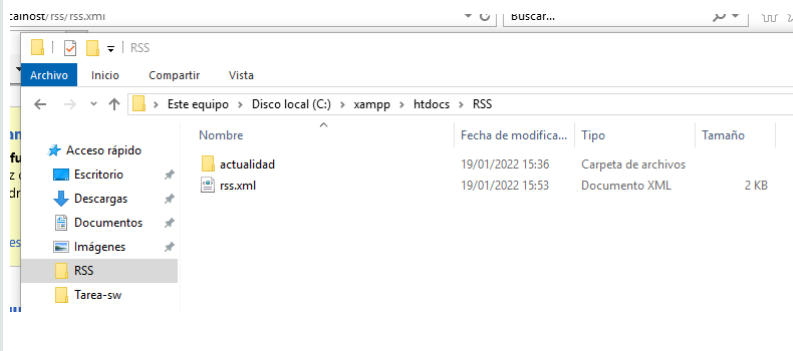 calhost/rss/rss.xml Buscar...
RSS
Archivo Inicio Compartir Vista
Este equipo > Disco local (C:) > xampp > htdocs > RSS
Nombre Fecha de modifica... Tipo Tamaño
Acceso rápido
actualidad 19/01/2022 15:36 Carpeta de archivos
Escritorio
rss.xml 19/01/2022 15:53 Documento XML 2 KB
Descargas
Documentos
Imágenes
RSS
Tarea-sw